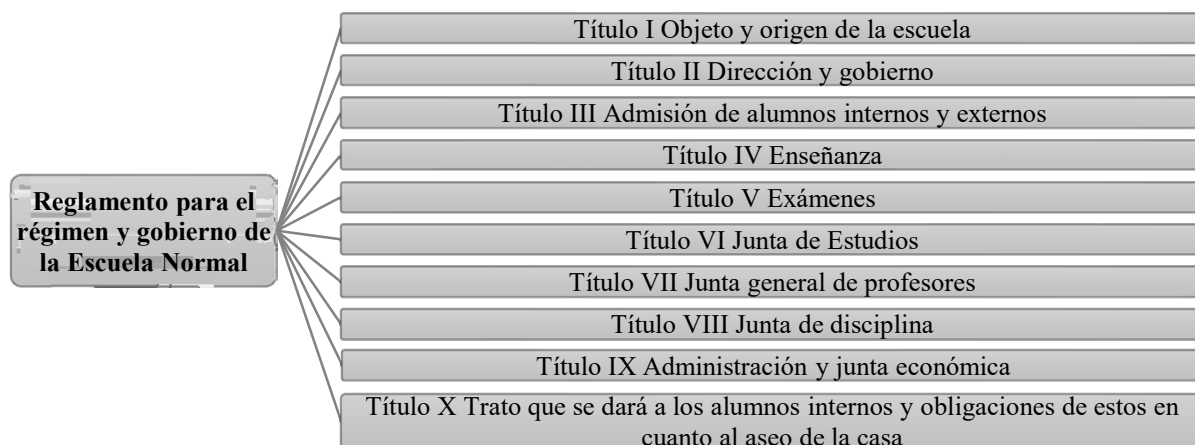 Reglamento para el
régimen y gobierno de
la Escuela Normal
Título I Objeto y origen de la escuela
Título II Dirección y gobierno
Título III Admisión de alumnos internos y externos
Título IV Enseñanza
Título V Exámenes
Título VI Junta de Estudios
Título VII Junta general de profesores
Título VIII Junta de disciplina
Título IX Administración y junta económica
Título X Trato que se dará a los alumnos internos y obligaciones de estos en
cuanto al aseo de la casa